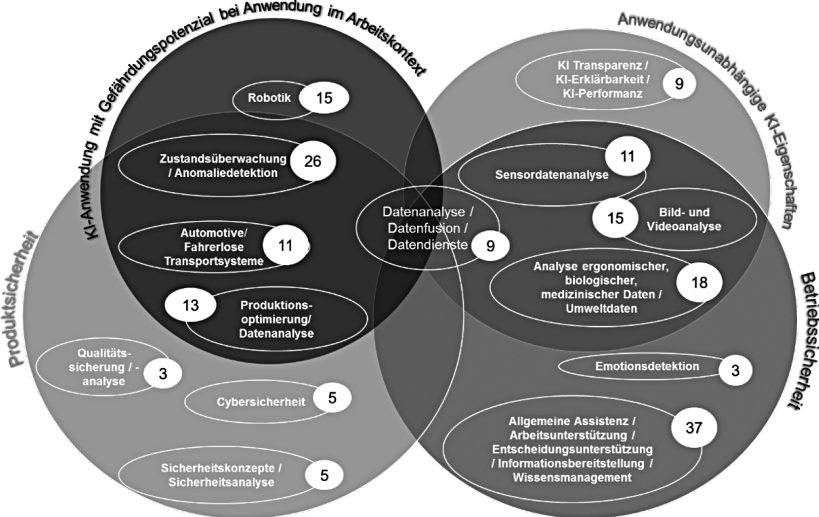 KI-Anwendung mit Gefährdungspotenzial bei Anwendung im Arbeitskontext
Anwendungsunabhängige KI-Eigenschaften
Produktsicherheit
Betriebssicherheit
Robotik
15
Zustandsüberwachung
/ Anomaliedetektion
26
Automotive/
Fahrerlose
Transportsysteme
11
13
Produktions-
optimierung/
Datenanalyse
Qualitäts-
sicherung / -
analyse
3
Cybersicherheit
5
Sicherheitskonzepte /
Sicherheitsanalyse
5
Datenanalyse /
Datenfusion /
Datendienste
9
KI Transparenz /
KI-Erklärbarkeit /
KI-Performanz
9
11
Sensordatenanalyse
15
Bild- und
Videoanalyse
Analyse ergonomischer,
biologischer,
medizinischer Daten /
Umweltdaten
18
Emotionsdetektion
3
Allgemeine Assistenz /
Arbeitsunterstützung /
Entscheidungsunterstützung
/ Informationsbereitstellung /
Wissensmanagement
37